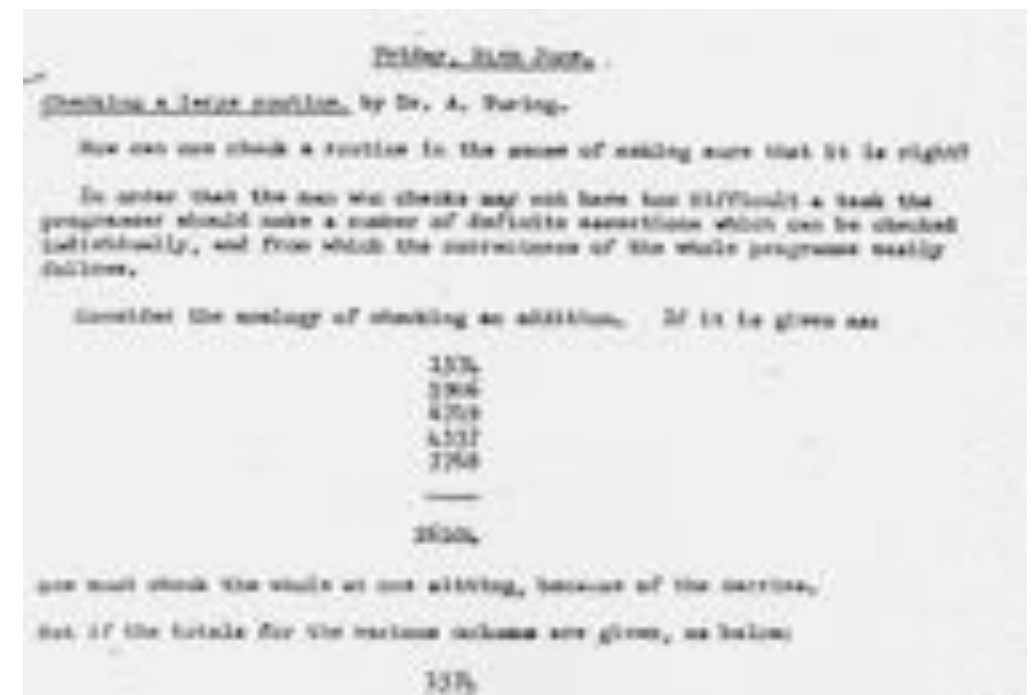 Friday, 24th June.
Checking a large routine. by Dr. A. Turing.
How can one check a routine in the sense of making sure that it is right?
In order that the man who checks may not have too difficult a task the
programmer should make a number of definite assertions which can be checked
individually, and from which the correctness of the whole programme easily
follows.
Consider the analogy of checking an addition. If it is given as:
1374
5906
6719
4337
7768
26104
one must check the whole at one sitting, because of the carries.
But if the totals for the various columns are given, as below:
1374